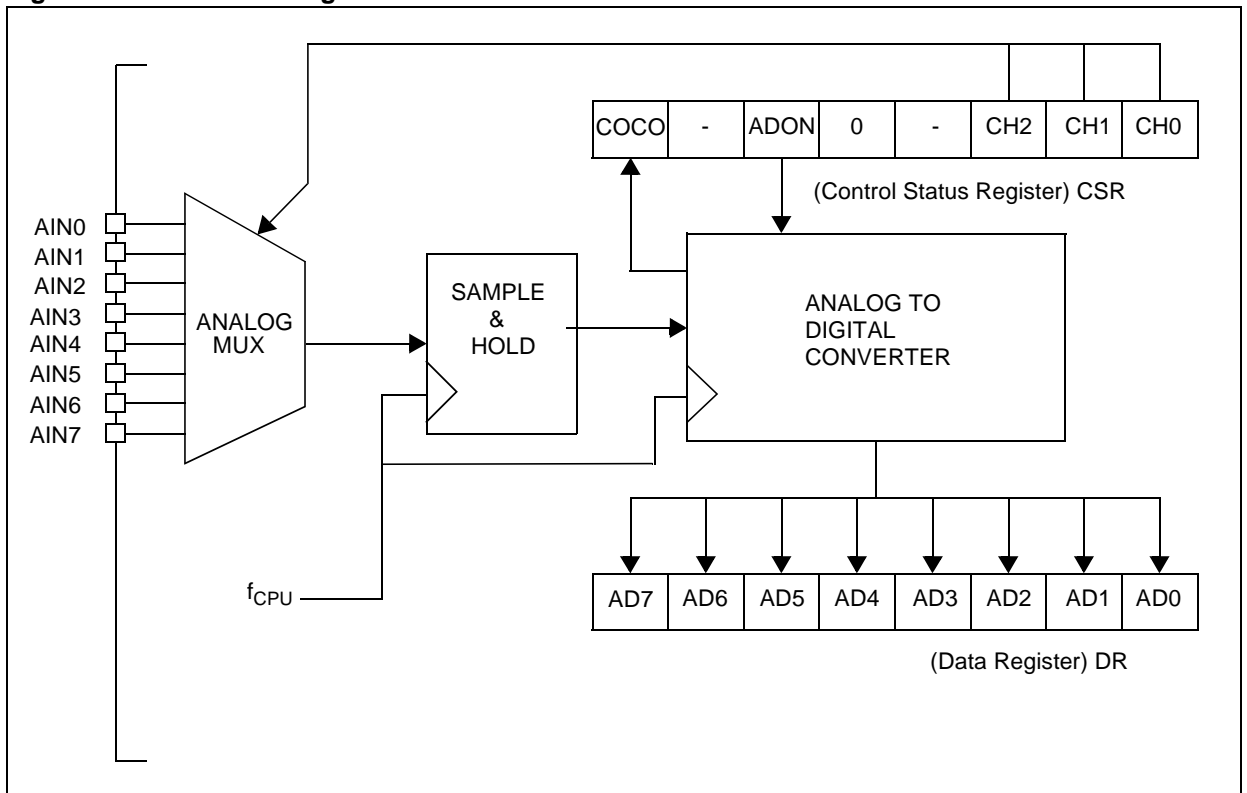 COCO - ADON 0 - CH2 CH1 CH0
(Control Status Register) CSR
AIN0
AIN1
AIN2
AIN3
AIN4
AIN5
AIN6
AIN7
ANALOG
MUX
SAMPLE
&
HOLD
ANALOG TO
DIGITAL
CONVERTER
fCPU
AD7 AD6 AD5 AD4 AD3 AD2 AD1 AD0
(Data Register) DR